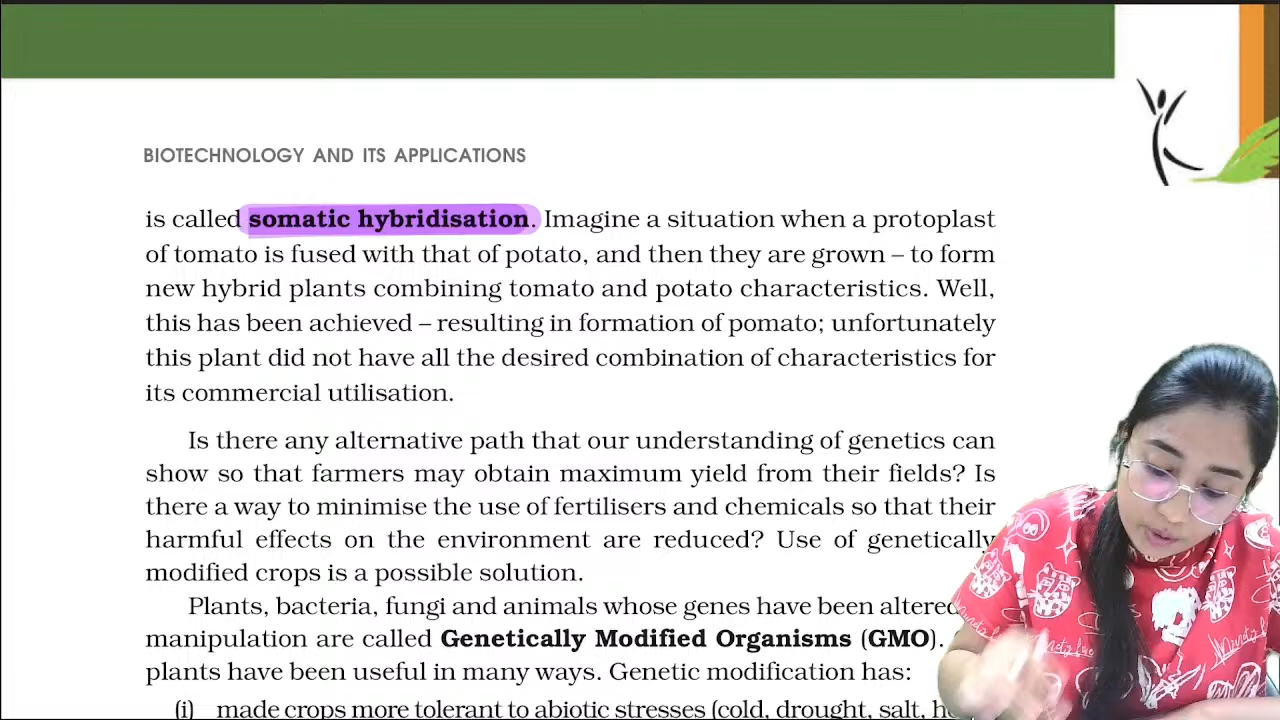 BIOTECHNOLOGY AND ITS APPLICATIONS
is called somatic hybridisation. Imagine a situation when a protoplast
of tomato is fused with that of potato, and then they are grown – to form
new hybrid plants combining tomato and potato characteristics. Well,
this has been achieved – resulting in formation of pomato; unfortunately
this plant did not have all the desired combination of characteristics for
its commercial utilisation.
Is there any alternative path that our understanding of genetics can
show so that farmers may obtain maximum yield from their fields? Is
there a way to minimise the use of fertilisers and chemicals so that their
harmful effects on the environment are reduced? Use of genetically
modified crops is a possible solution.
Plants, bacteria, fungi and animals whose genes have been altered
manipulation are called Genetically Modified Organisms (GMO).
plants have been useful in many ways. Genetic modification has:
(i) made crops more tolerant to abiotic stresses (cold, drought, salt,